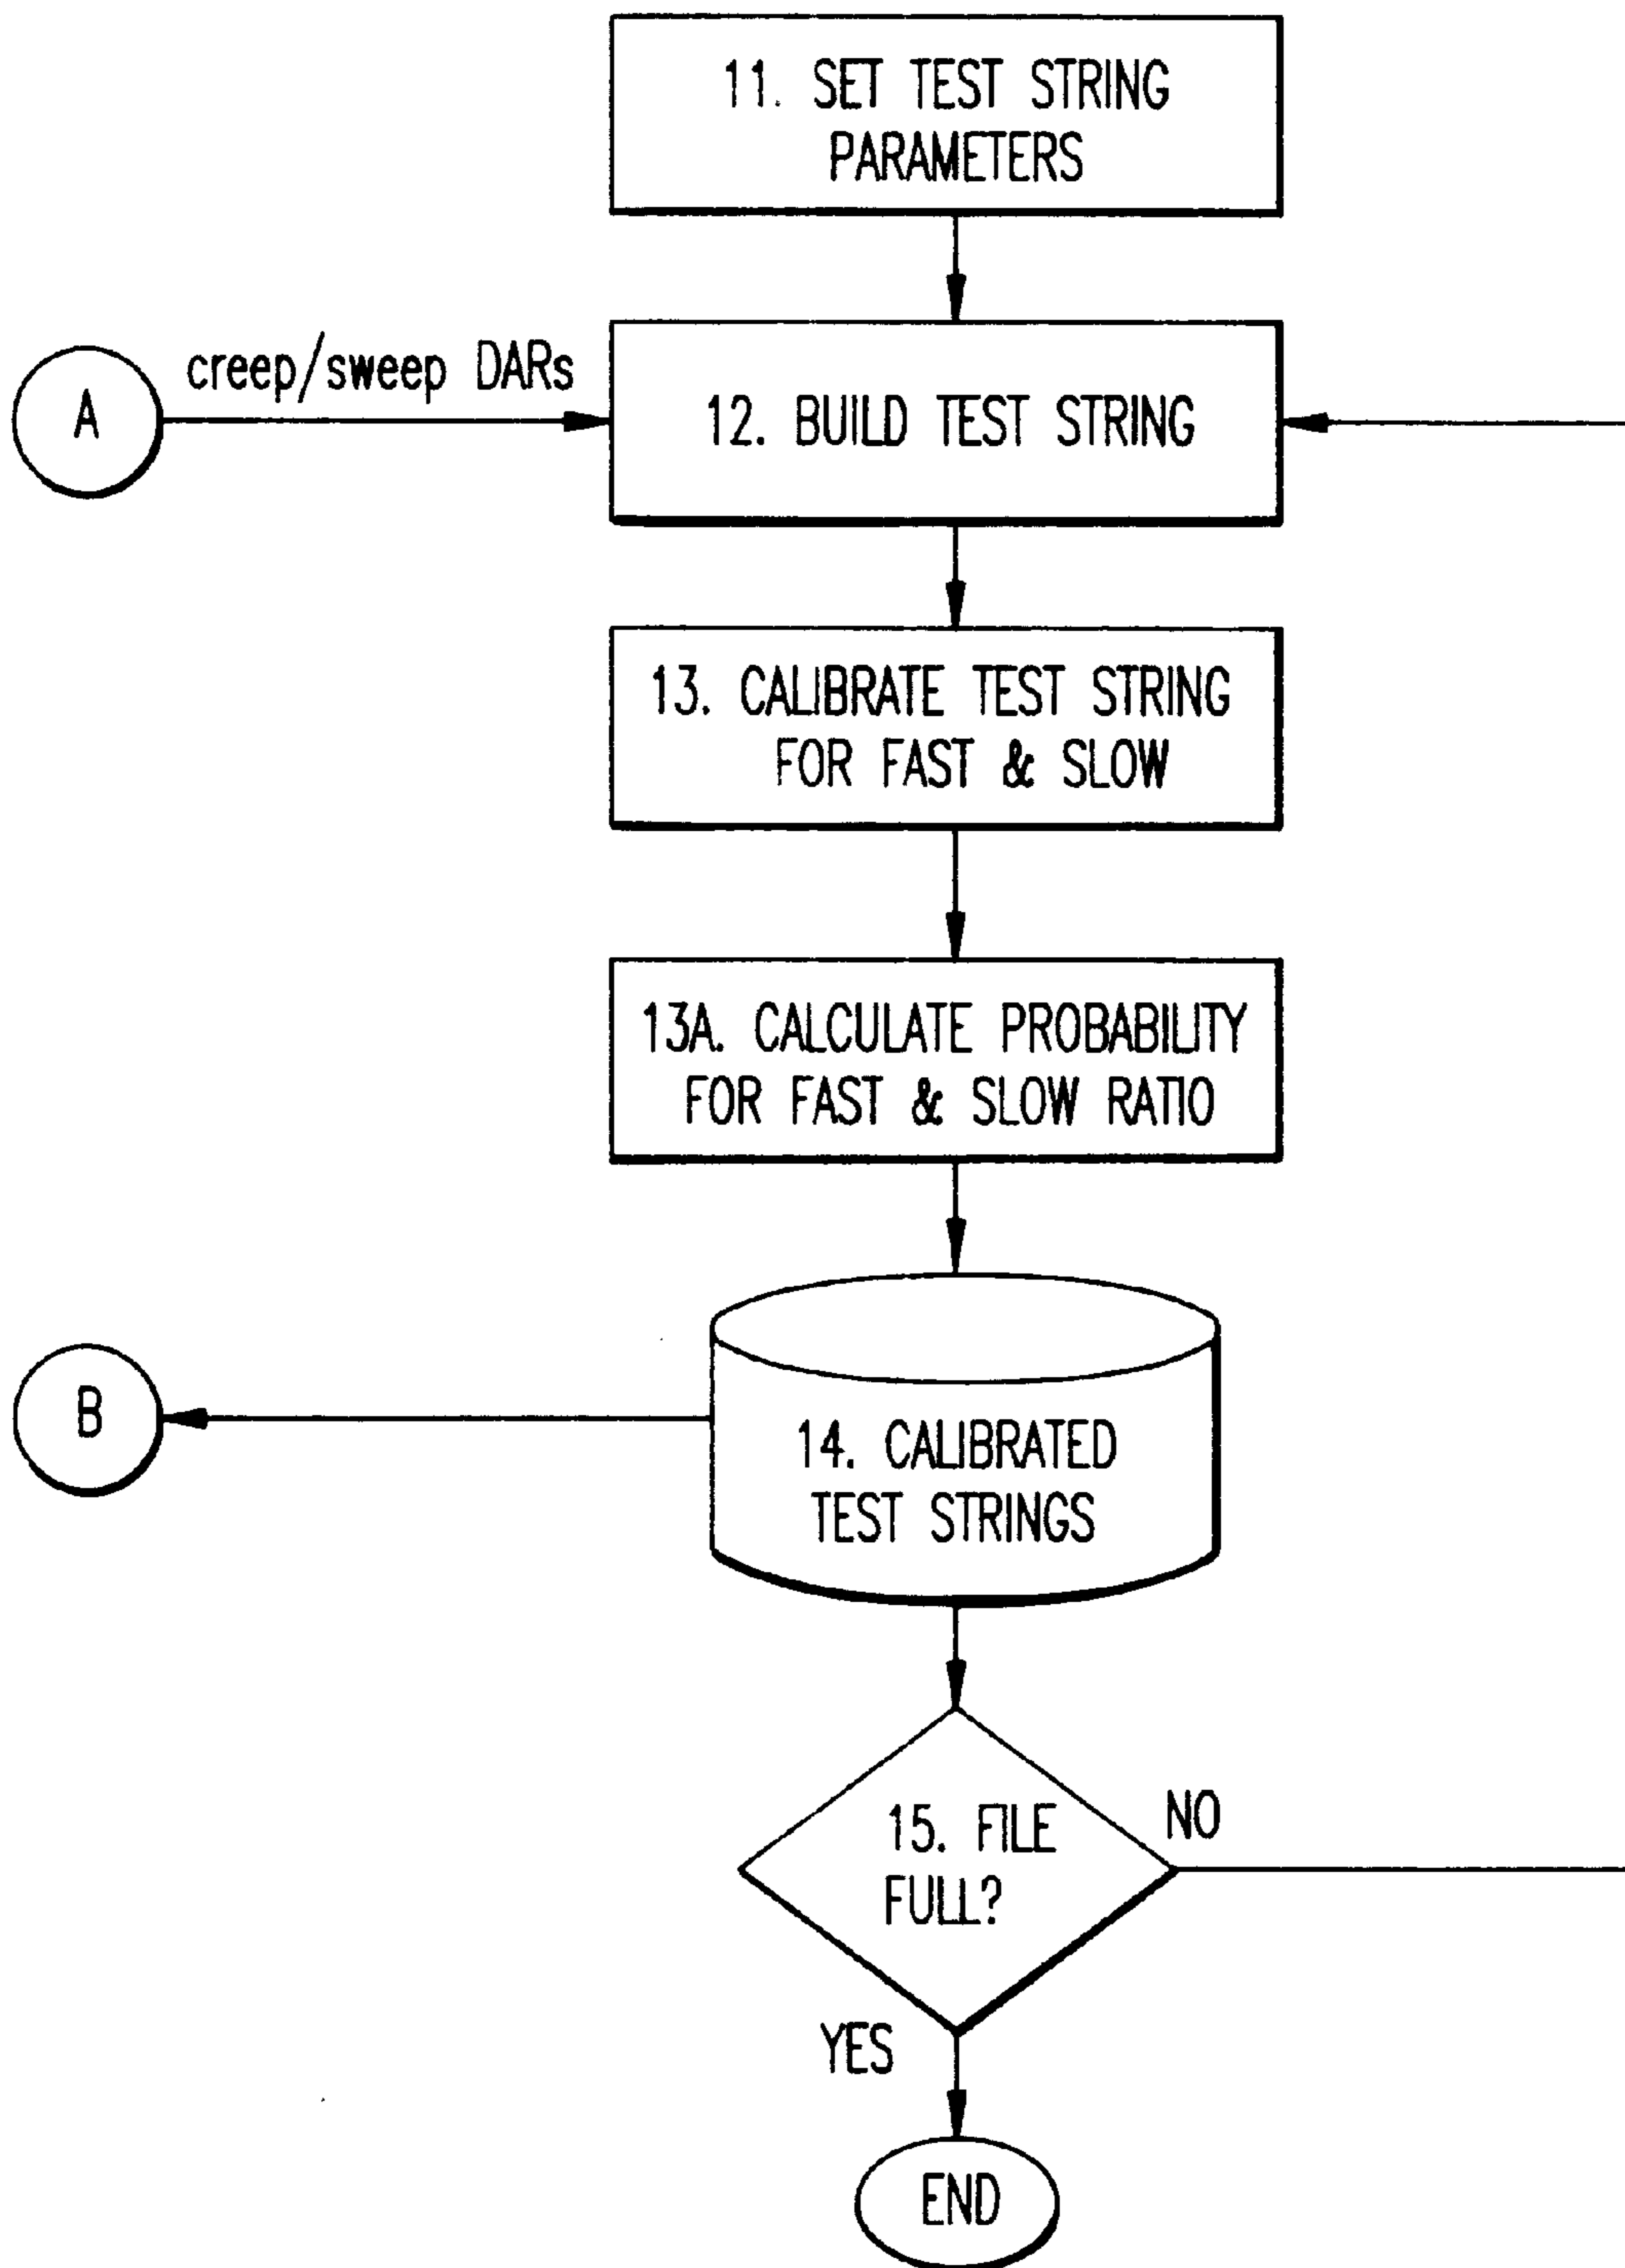 11. SET TEST STRING
PARAMETERS
A
creep/sweep DARs
12. BUILD TEST STRING
13. CALIBRATE TEST STRING
FOR FAST & SLOW
13A. CALCULATE PROBABILITY
FOR FAST & SLOW RATIO
B
14. CALIBRATED
TEST STRINGS
15. FILE
FULL?
NO
YES
END